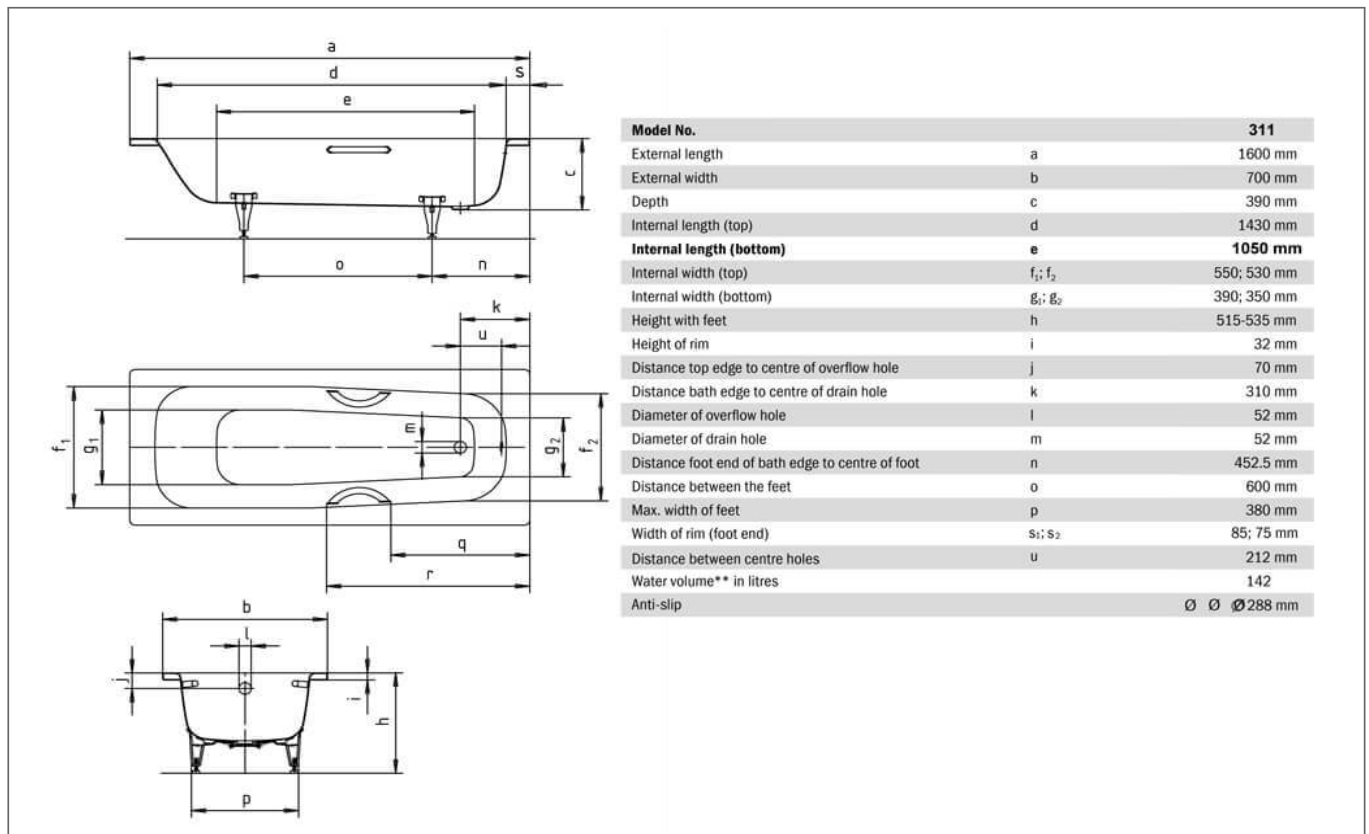 a
d
s
e
c
o
n
k
u
f₁
g₁
m
g₂
f₂
q
r
b
l
j
i
h
p
Model No. 311
External length a 1600 mm
External width b 700 mm
Depth c 390 mm
Internal length (top) d 1430 mm
Internal length (bottom) e 1050 mm
Internal width (top) f₁; f₂ 550; 530 mm
Internal width (bottom) g₁; g₂ 390; 350 mm
Height with feet h 515-535 mm
Height of rim i 32 mm
Distance top edge to centre of overflow hole j 70 mm
Distance bath edge to centre of drain hole k 310 mm
Diameter of overflow hole l 52 mm
Diameter of drain hole m 52 mm
Distance foot end of bath edge to centre of foot n 452.5 mm
Distance between the feet o 600 mm
Max. width of feet p 380 mm
Width of rim (foot end) s₁; s₂ 85; 75 mm
Distance between centre holes u 212 mm
Water volume** in litres 142
Anti-slip Ø Ø Ø288 mm